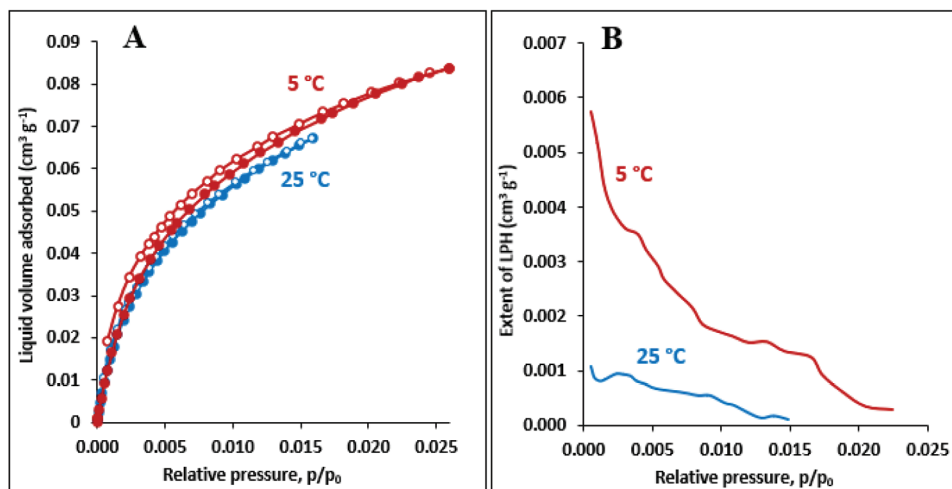 A
0.09
0.08
0.07
0.06
0.05
0.04
0.03
0.02
0.01
0
Liquid volume adsorbed (cm³ g⁻¹)
5 °C
25 °C
0.000 0.005 0.010 0.015 0.020 0.025
Relative pressure, p/p₀
B
0.007
0.006
0.005
0.004
0.003
0.002
0.001
0.000
Extent of LPH (cm³ g⁻¹)
5 °C
25 °C
0.000 0.005 0.010 0.015 0.020 0.025
Relative pressure, p/p₀